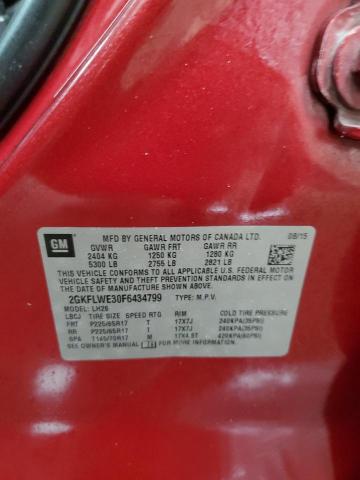 GM
MFD BY GENERAL MOTORS OF CANADA LTD. 08/15
GVWR GAWR FRT GAWR RR
2404 KG 1250 KG 1280 KG
5300 LB 2755 LB 2821 LB
THIS VEHICLE CONFORMS TO ALL APPLICABLE U.S. FEDERAL MOTOR
VEHICLE SAFETY AND THEFT PREVENTION STANDARDS IN EFFECT
ON THE DATE OF MANUFACTURE SHOWN ABOVE.
2GKFLWE30F6434799 TYPE: M.P.V.
MODEL: LH26
LBCJ TIRE SIZE SPEED RTG RIM COLD TIRE PRESSURE
FRT P225/65R17 T 17X7J 240KPA(35PSI)
RR P225/65R17 T 17X7J 240KPA(35PSI)
SPA T145/70R17 M 17X4.5T 420KPA(60PSI)
SEE OWNER'S MANUAL FOR MORE INFORMATION.